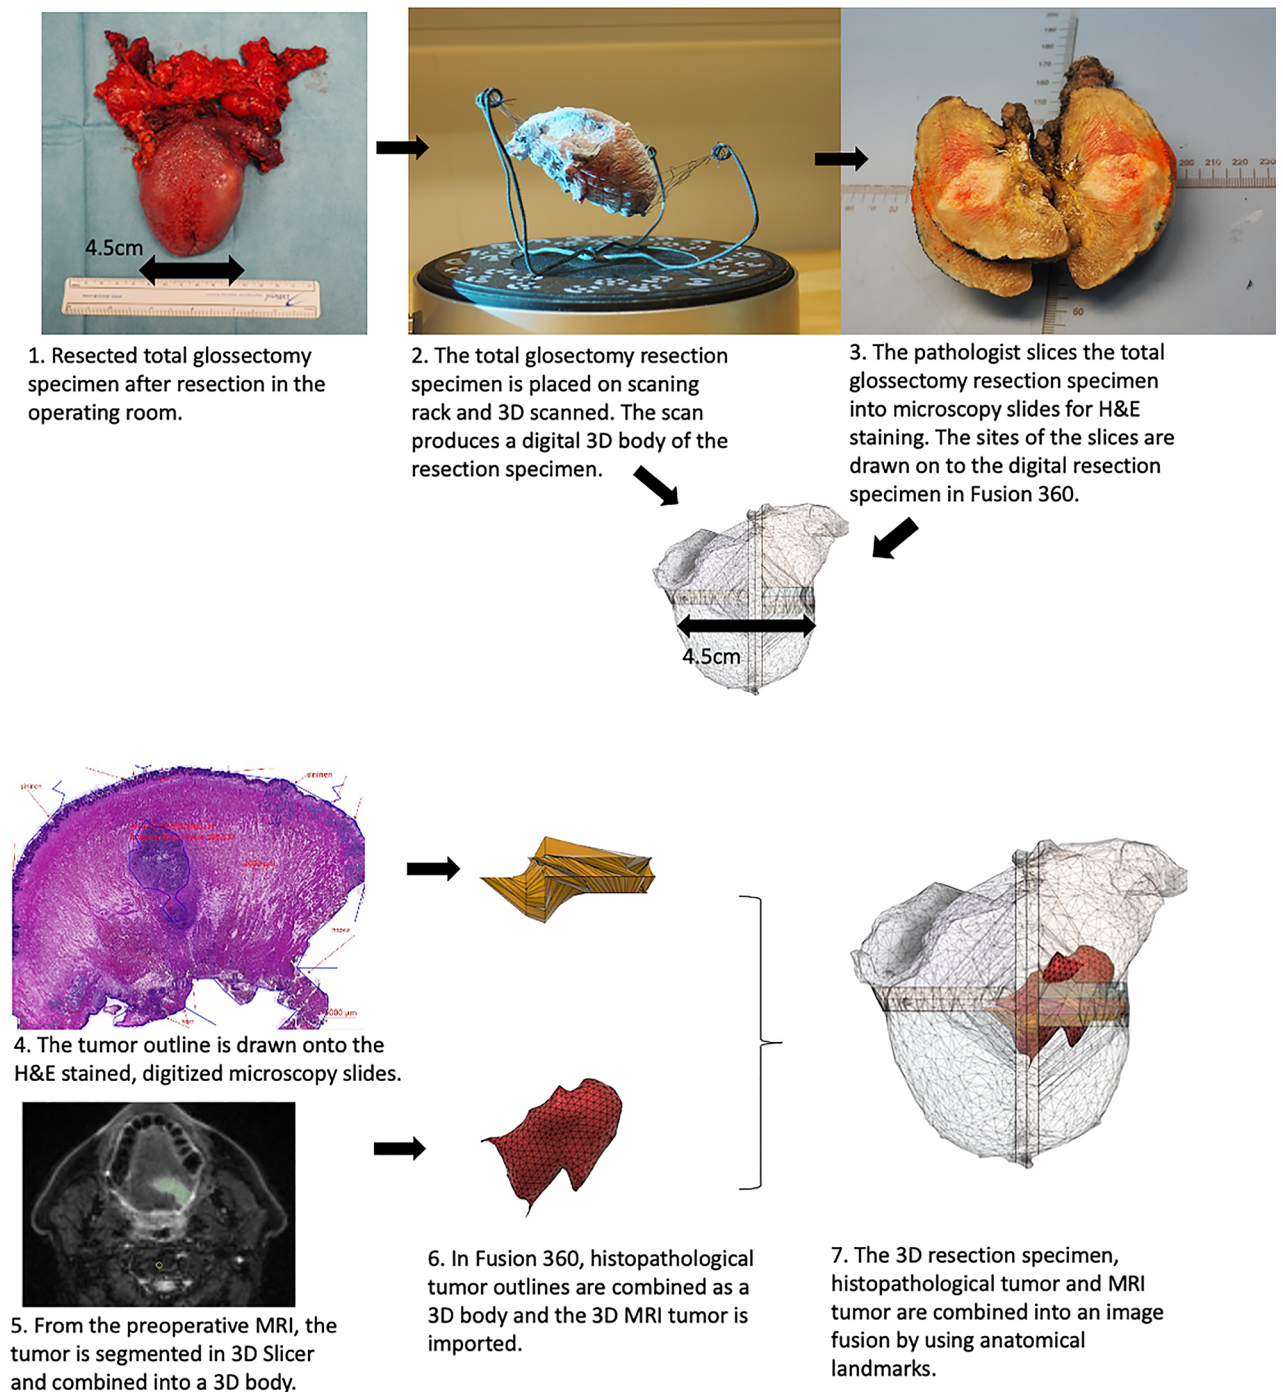 4.5cm
1. Resected total glossectomy
specimen after resection in the
operating room.
2. The total glosectomy resection
specimen is placed on scaning
rack and 3D scanned. The scan
produces a digital 3D body of the
resection specimen.
200 210 220 230
60
3. The pathologist slices the total
glossectomy resection specimen
into microscopy slides for H&E
staining. The sites of the slices are
drawn on to the digital resection
specimen in Fusion 360.
4.5cm
sininen
4. The tumor outline is drawn onto the
H&E stained, digitized microscopy slides.
5. From the preoperative MRI, the
tumor is segmented in 3D Slicer
and combined into a 3D body.
6. In Fusion 360, histopathological
tumor outlines are combined as a
3D body and the 3D MRI tumor is
imported.
7. The 3D resection specimen,
histopathological tumor and MRI
tumor are combined into an image
fusion by using anatomical
landmarks.